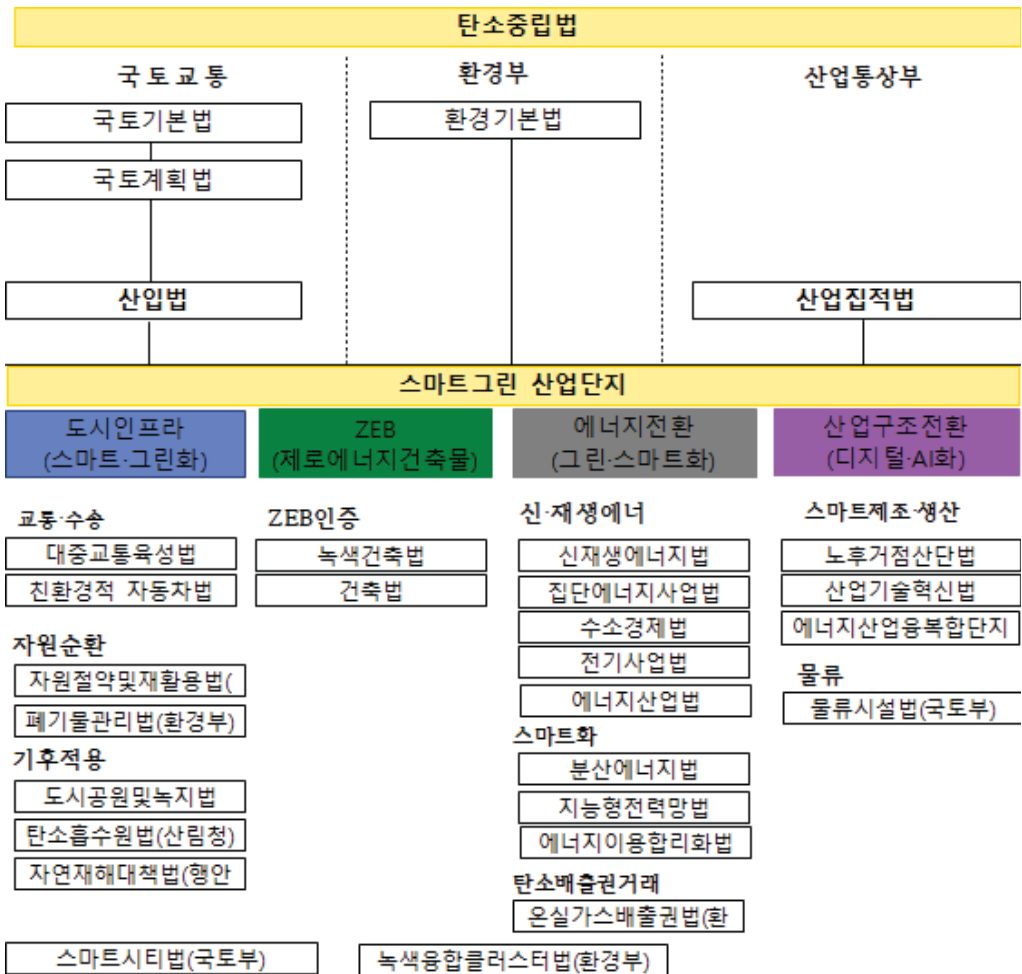 탄소중립법
국토교통
환경부
산업통상부
국토기본법
환경기본법
국토계획법
산입법
산업집적법
스마트그린 산업단지
도시인프라
(스마트·그린화)
ZEB
(제로에너지건축물)
에너지전환
(그린·스마트화)
산업구조전환
(디지털·AI화)
교통·수송
대중교통육성법
친환경적 자동차법
자원순환
자원절약및재활용법(
폐기물관리법(환경부)
기후적용
도시공원및녹지법
탄소흡수원법(산림청)
자연재해대책법(행안
ZEB인증
녹색건축법
건축법
신·재생에너
신재생에너지법
집단에너지사업법
수소경제법
전기사업법
에너지산업법
스마트화
분산에너지법
지능형전력망법
에너지이용합리화법
탄소배출권거래
온실가스배출권법(환
스마트제조·생산
노후거점산단법
산업기술혁신법
에너지산업융복합단지
물류
물류시설법(국토부)
스마트시티법(국토부)
녹색융합클러스터법(환경부)